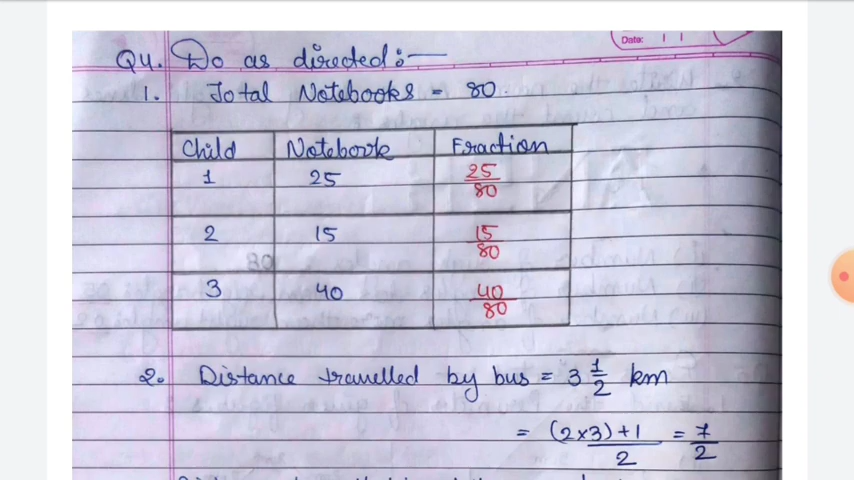 Date:
Q4. Do as directed :—
1. Total Notebooks = 80.
Child Notebook Fraction
1 25 25/80
2 15 15/80
80
3 40 40/80
2. Distance travelled by bus = 3 1/2 km
= (2×3)+1/2 = 7/2